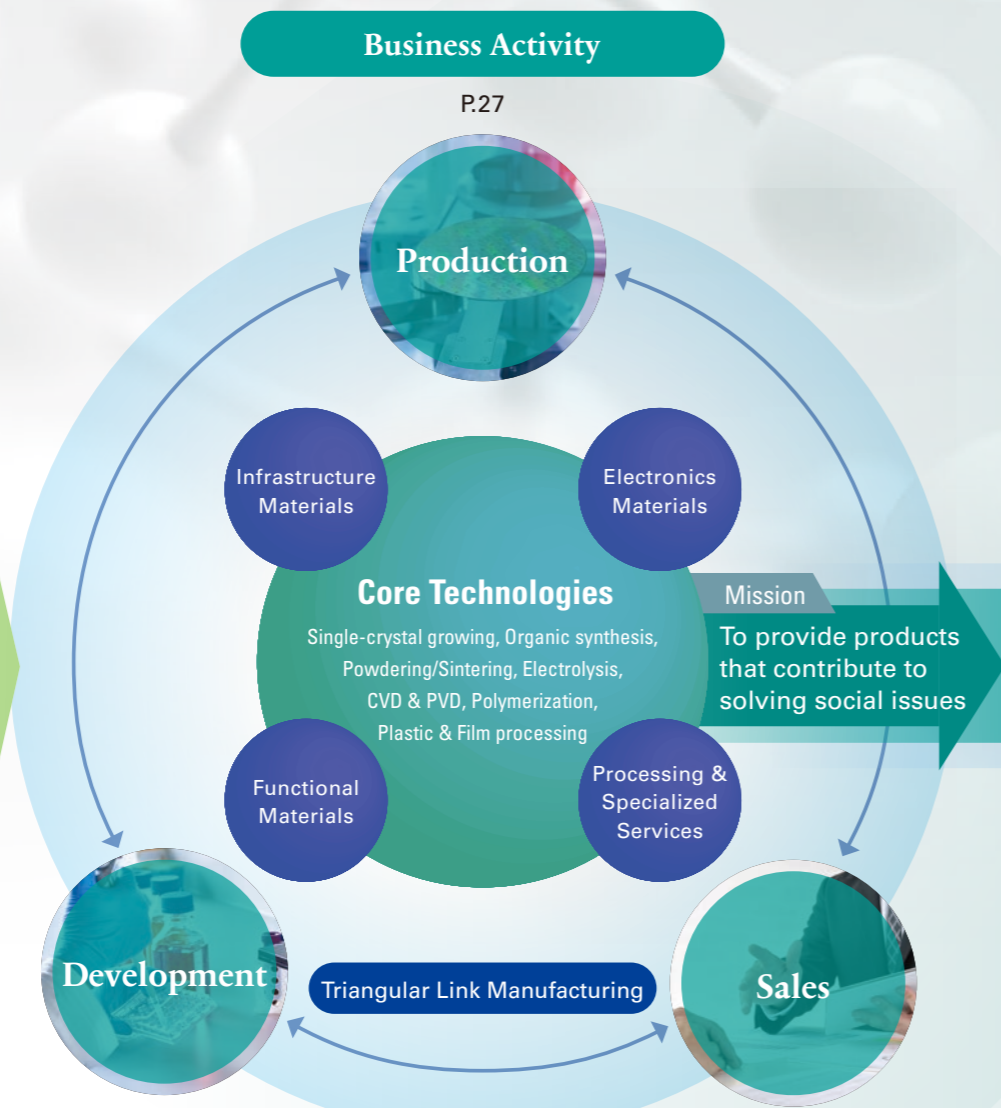 Business Activity
P.27
Production
Infrastructure
Materials
Electronics
Materials
Core Technologies
Single-crystal growing, Organic synthesis,
Powdering/Sintering, Electrolysis,
CVD & PVD, Polymerization,
Plastic & Film processing
Mission
To provide products
that contribute to
solving social issues
Functional
Materials
Processing &
Specialized
Services
Development
Triangular Link Manufacturing
Sales